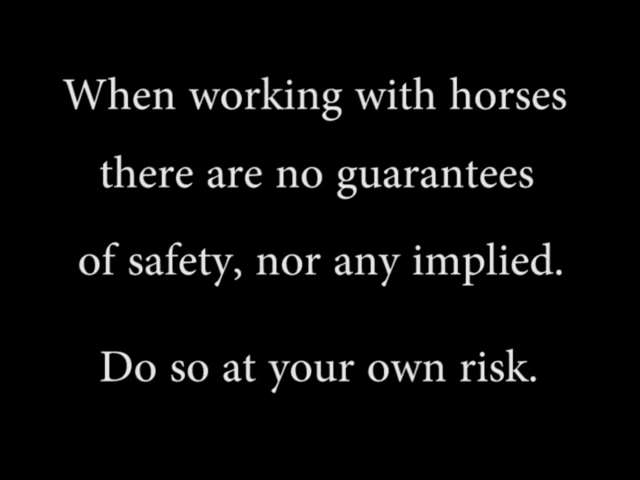 When working with horses
there are no guarantees
of safety, nor any implied.
Do so at your own risk.